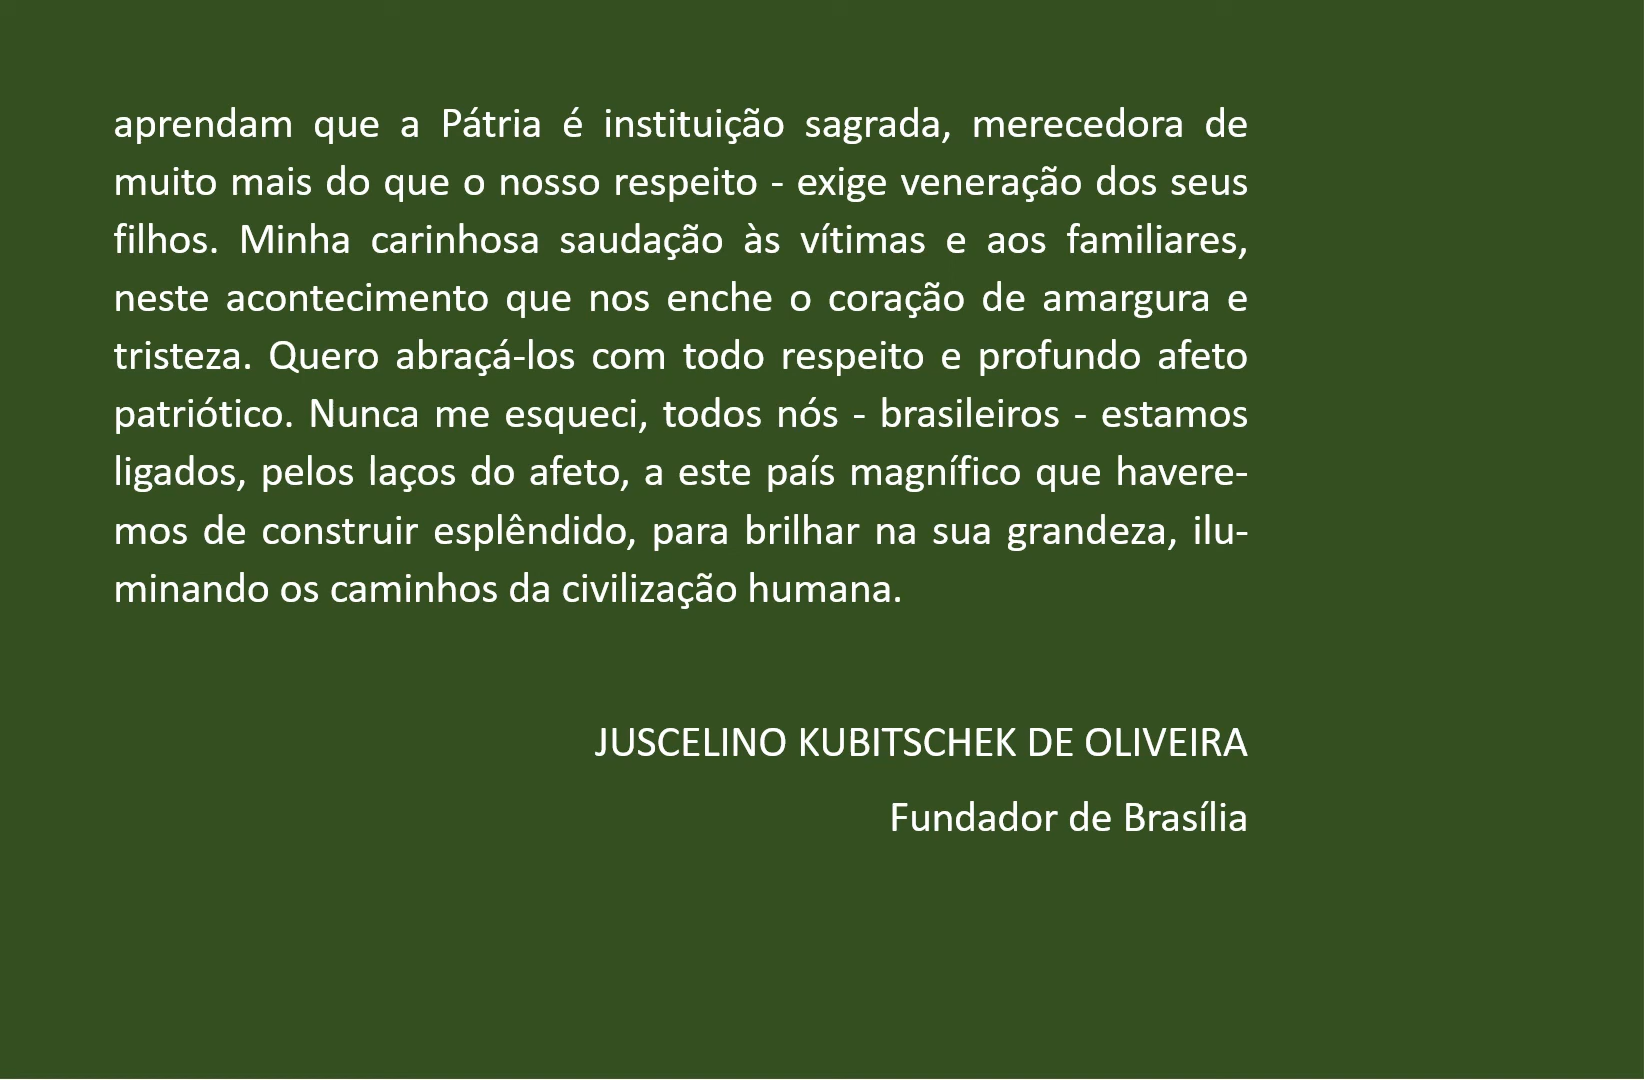 aprendam que a Pátria é instituição sagrada, merecedora de
muito mais do que o nosso respeito - exige veneração dos seus
filhos. Minha carinhosa saudação às vítimas e aos familiares,
neste acontecimento que nos enche o coração de amargura e
tristeza. Quero abraçá-los com todo respeito e profundo afeto
patriótico. Nunca me esqueci, todos nós - brasileiros - estamos
ligados, pelos laços do afeto, a este país magnífico que havere-
mos de construir esplêndido, para brilhar na sua grandeza, ilu-
minando os caminhos da civilização humana.
JUSCELINO KUBITSCHEK DE OLIVEIRA
Fundador de Brasília